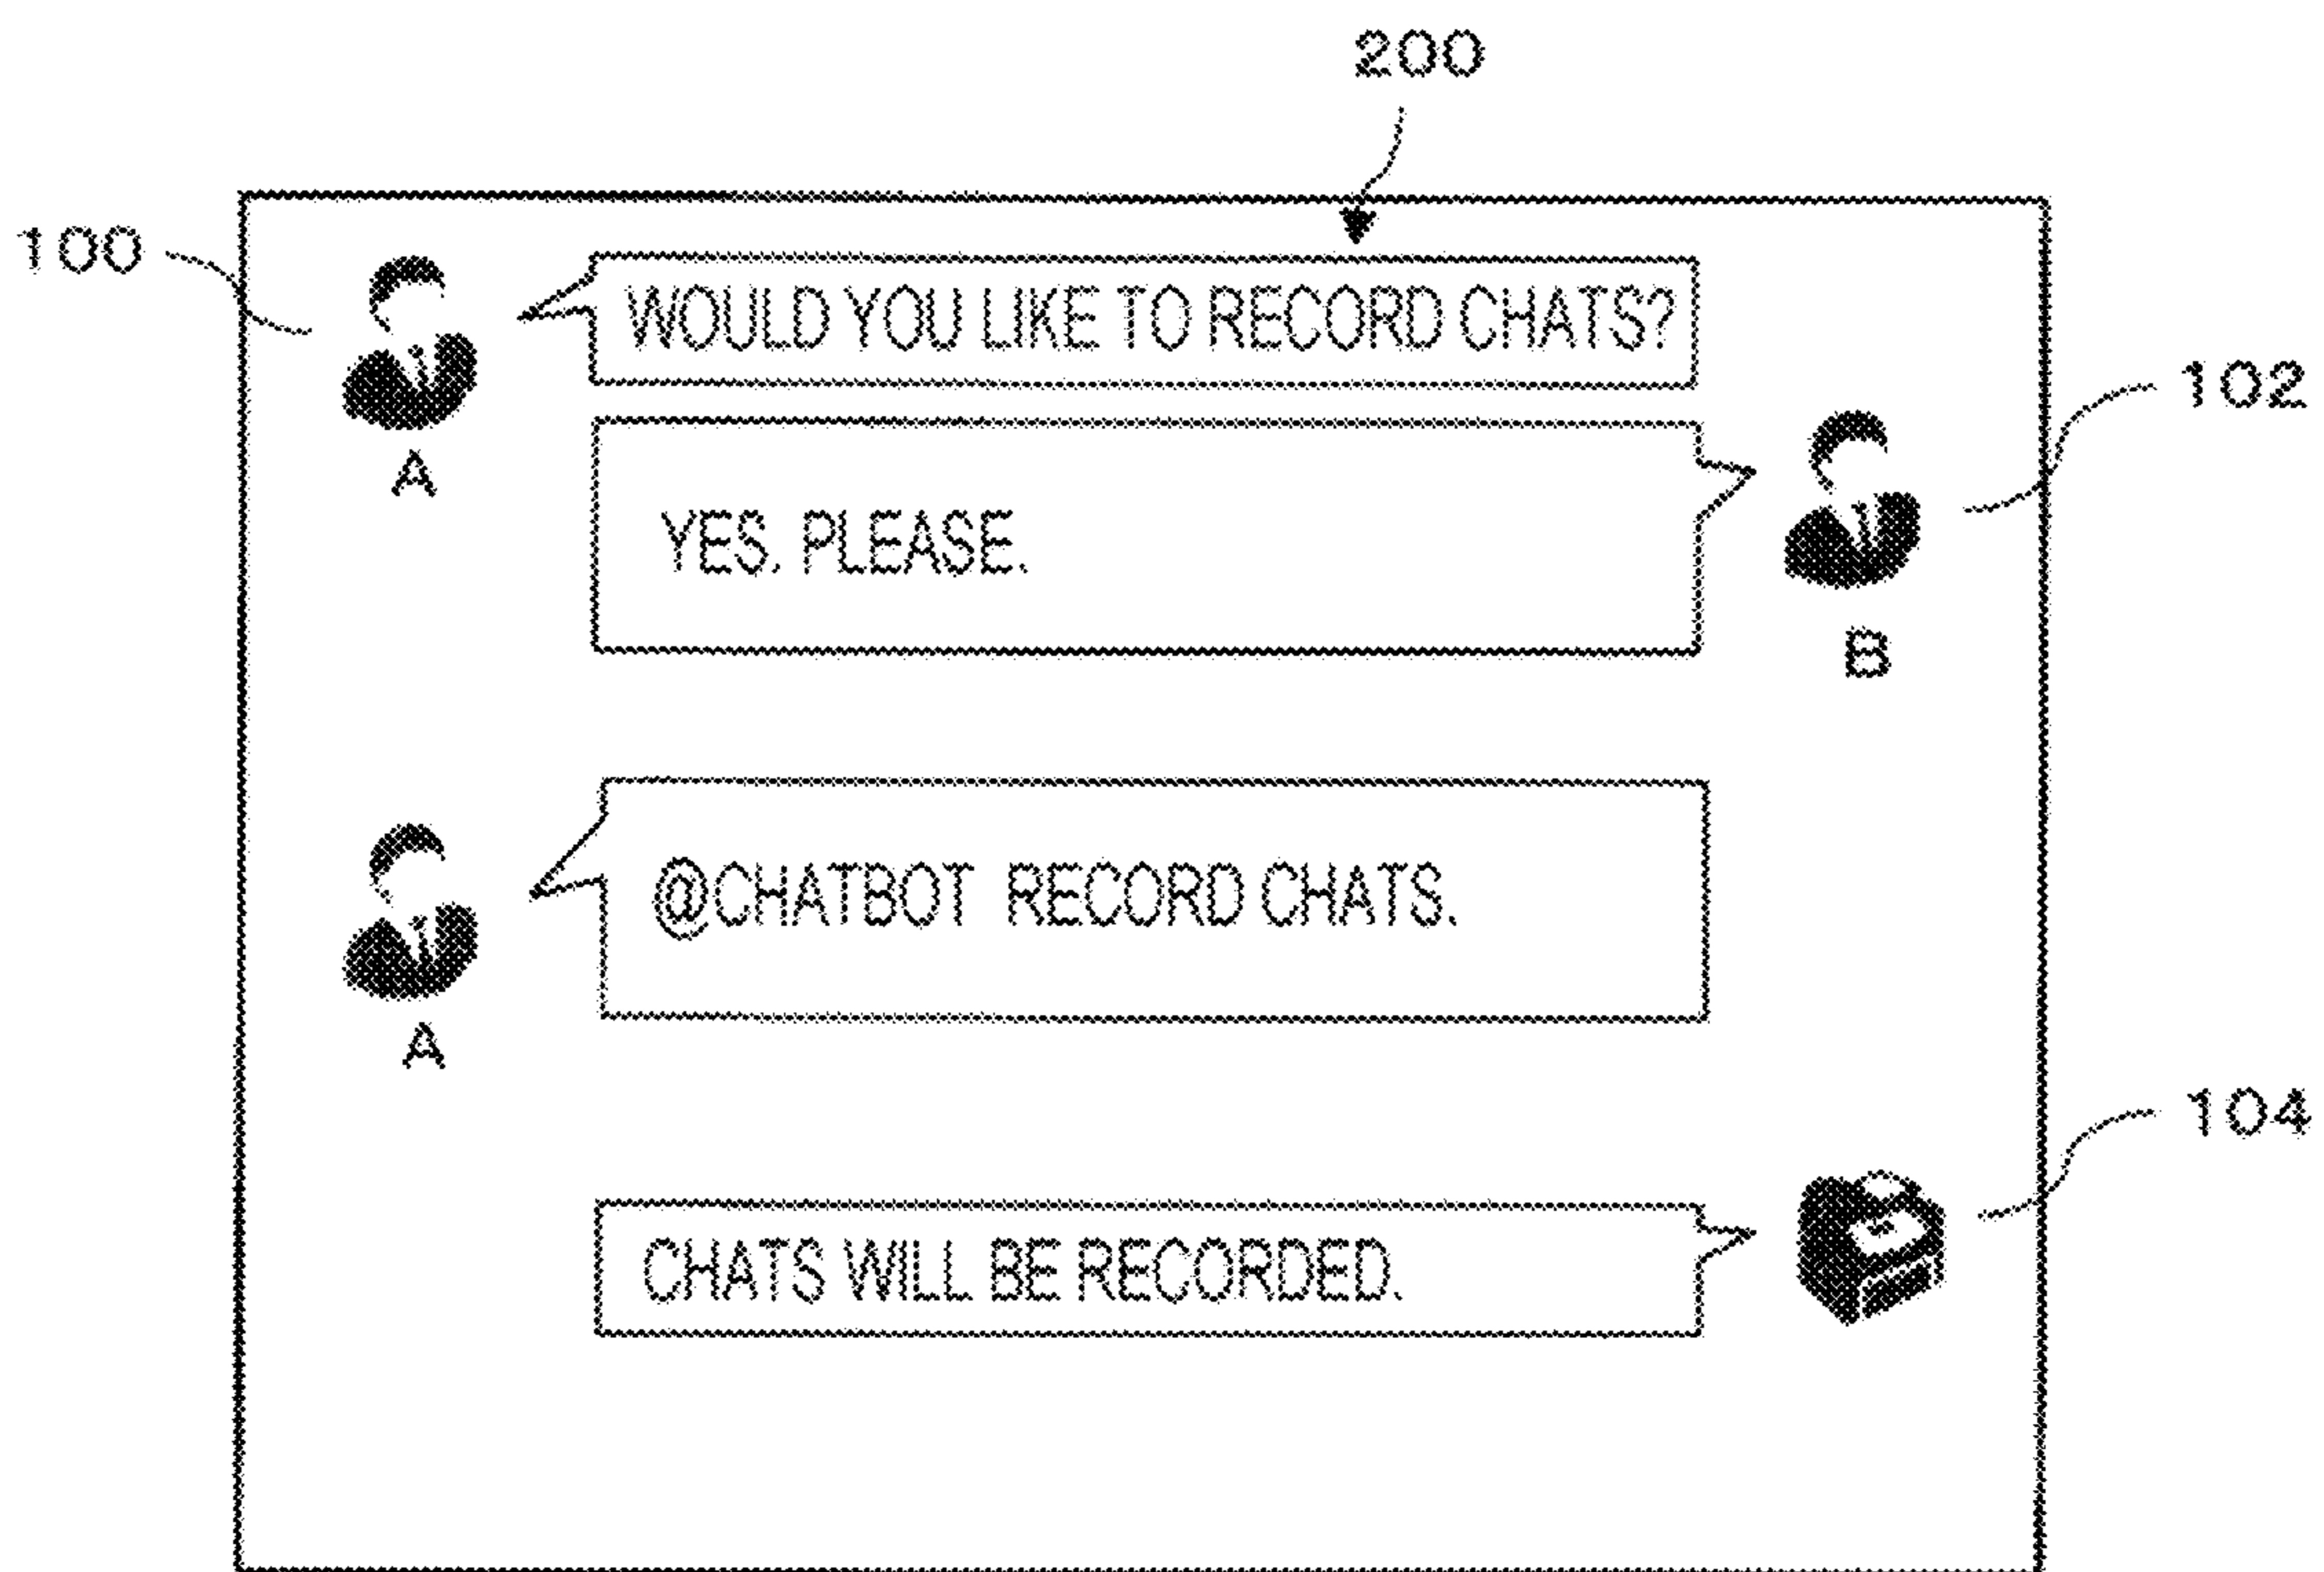 200
100
WOULD YOU LIKE TO RECORD CHATS?
102
A
YES. PLEASE.
B
@CHATBOT RECORD CHATS.
A
104
CHATS WILL BE RECORDED.